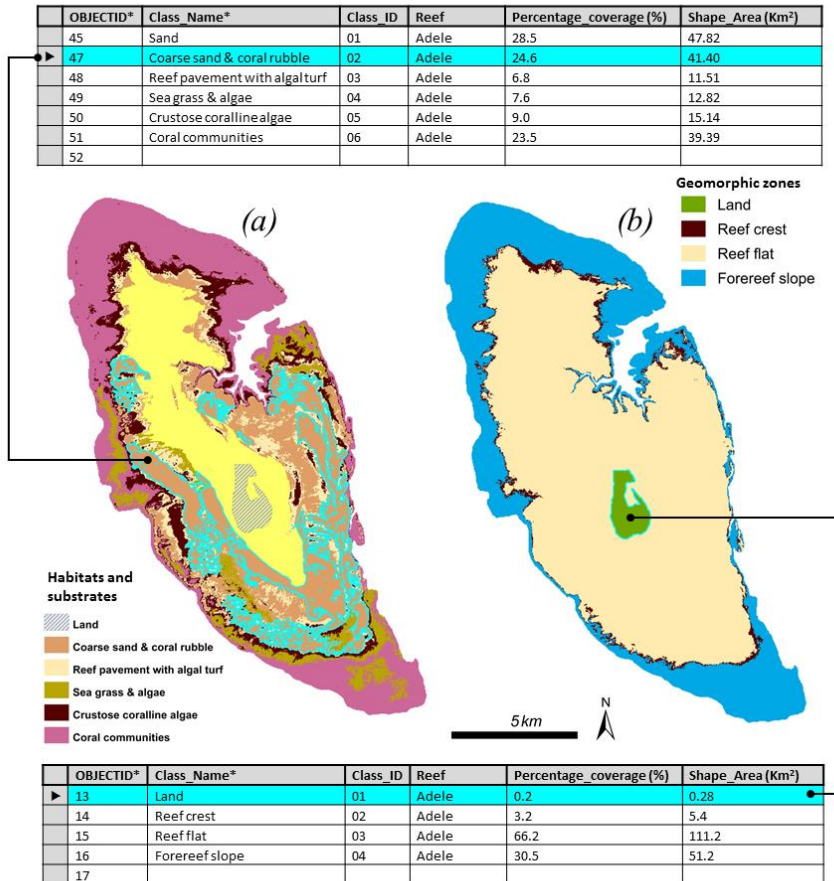 OBJECTID* Class_Name* Class_ID Reef Percentage_coverage (%) Shape_Area (Km²)
45 Sand 01 Adele 28.5 47.82
47 Coarse sand & coral rubble 02 Adele 24.6 41.40
48 Reef pavement with algal turf 03 Adele 6.8 11.51
49 Sea grass & algae 04 Adele 7.6 12.82
50 Crustose coralline algae 05 Adele 9.0 15.14
51 Coral communities 06 Adele 23.5 39.39
52
(a)
(b)
Geomorphic zones
Land
Reef crest
Reef flat
Forereef slope
Habitats and
substrates
Land
Coarse sand & coral rubble
Reef pavement with algal turf
Sea grass & algae
Crustose coralline algae
Coral communities
5 km
N
OBJECTID* Class_Name* Class_ID Reef Percentage_coverage (%) Shape_Area (Km²)
13 Land 01 Adele 0.2 0.28
14 Reef crest 02 Adele 3.2 5.4
15 Reef flat 03 Adele 66.2 111.2
16 Forereef slope 04 Adele 30.5 51.2
17